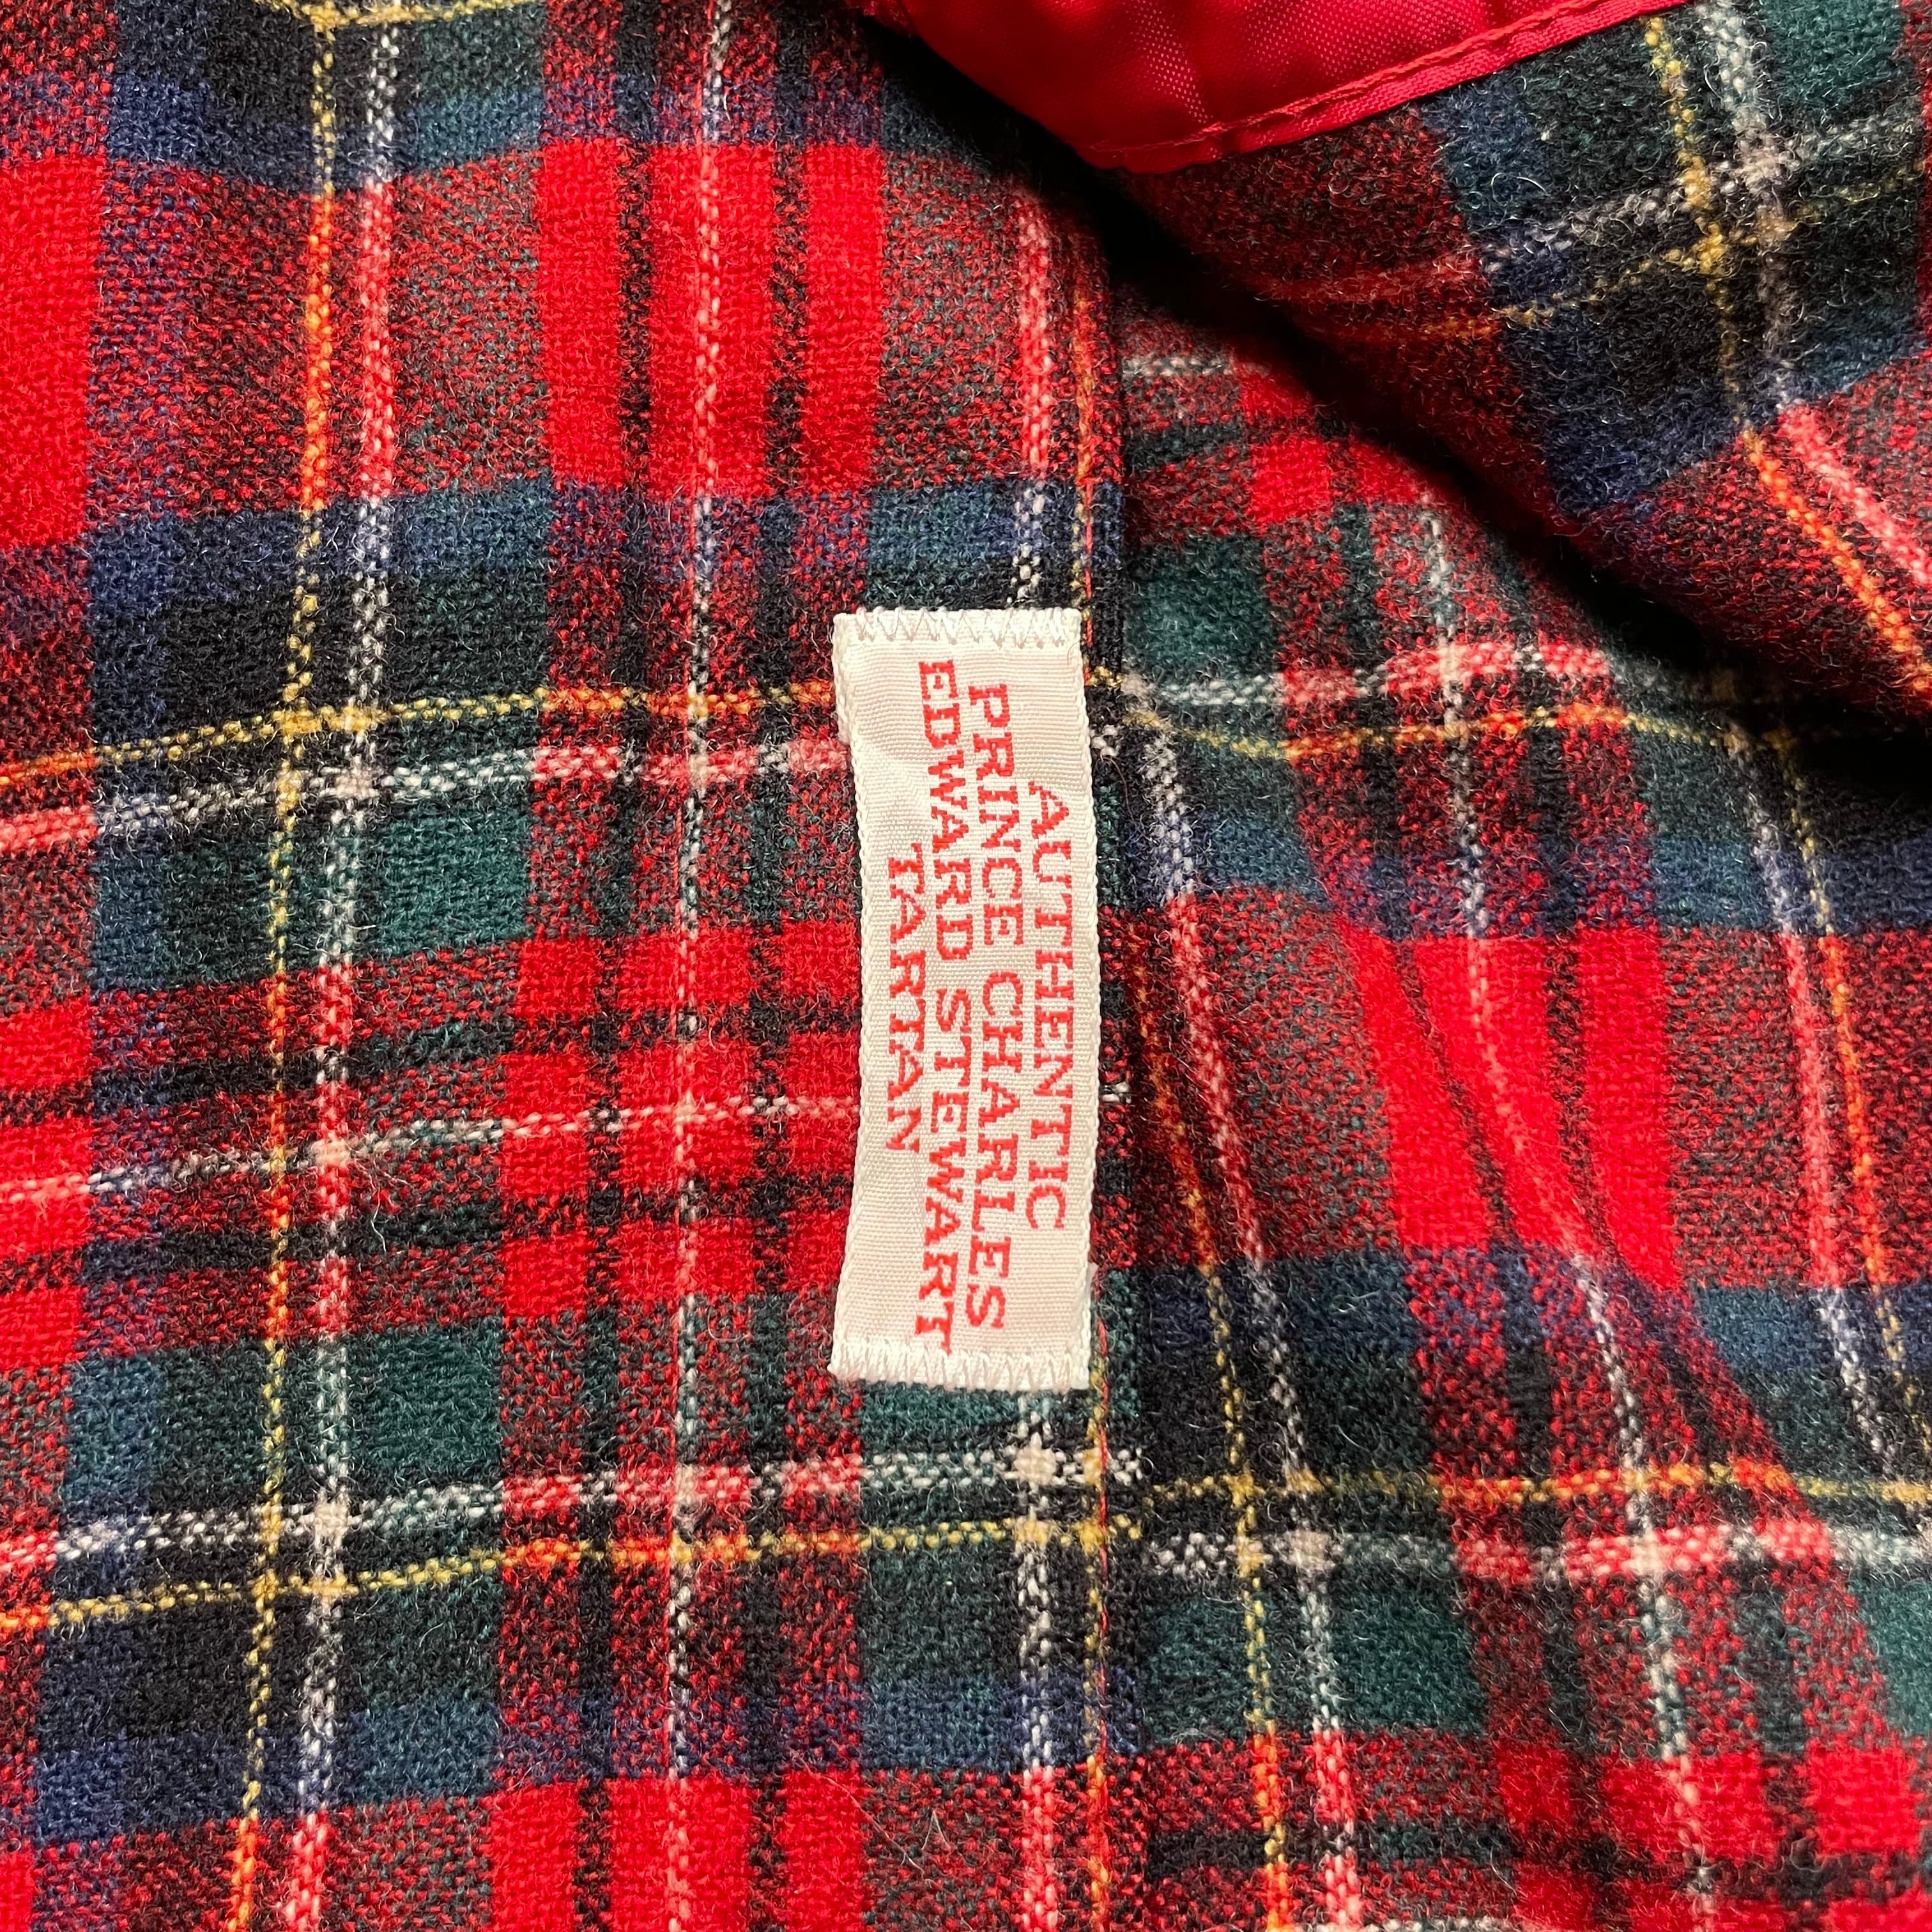 AUTHENTIC
PRINCE CHARLES
EDWARD STEWART
TARTAN